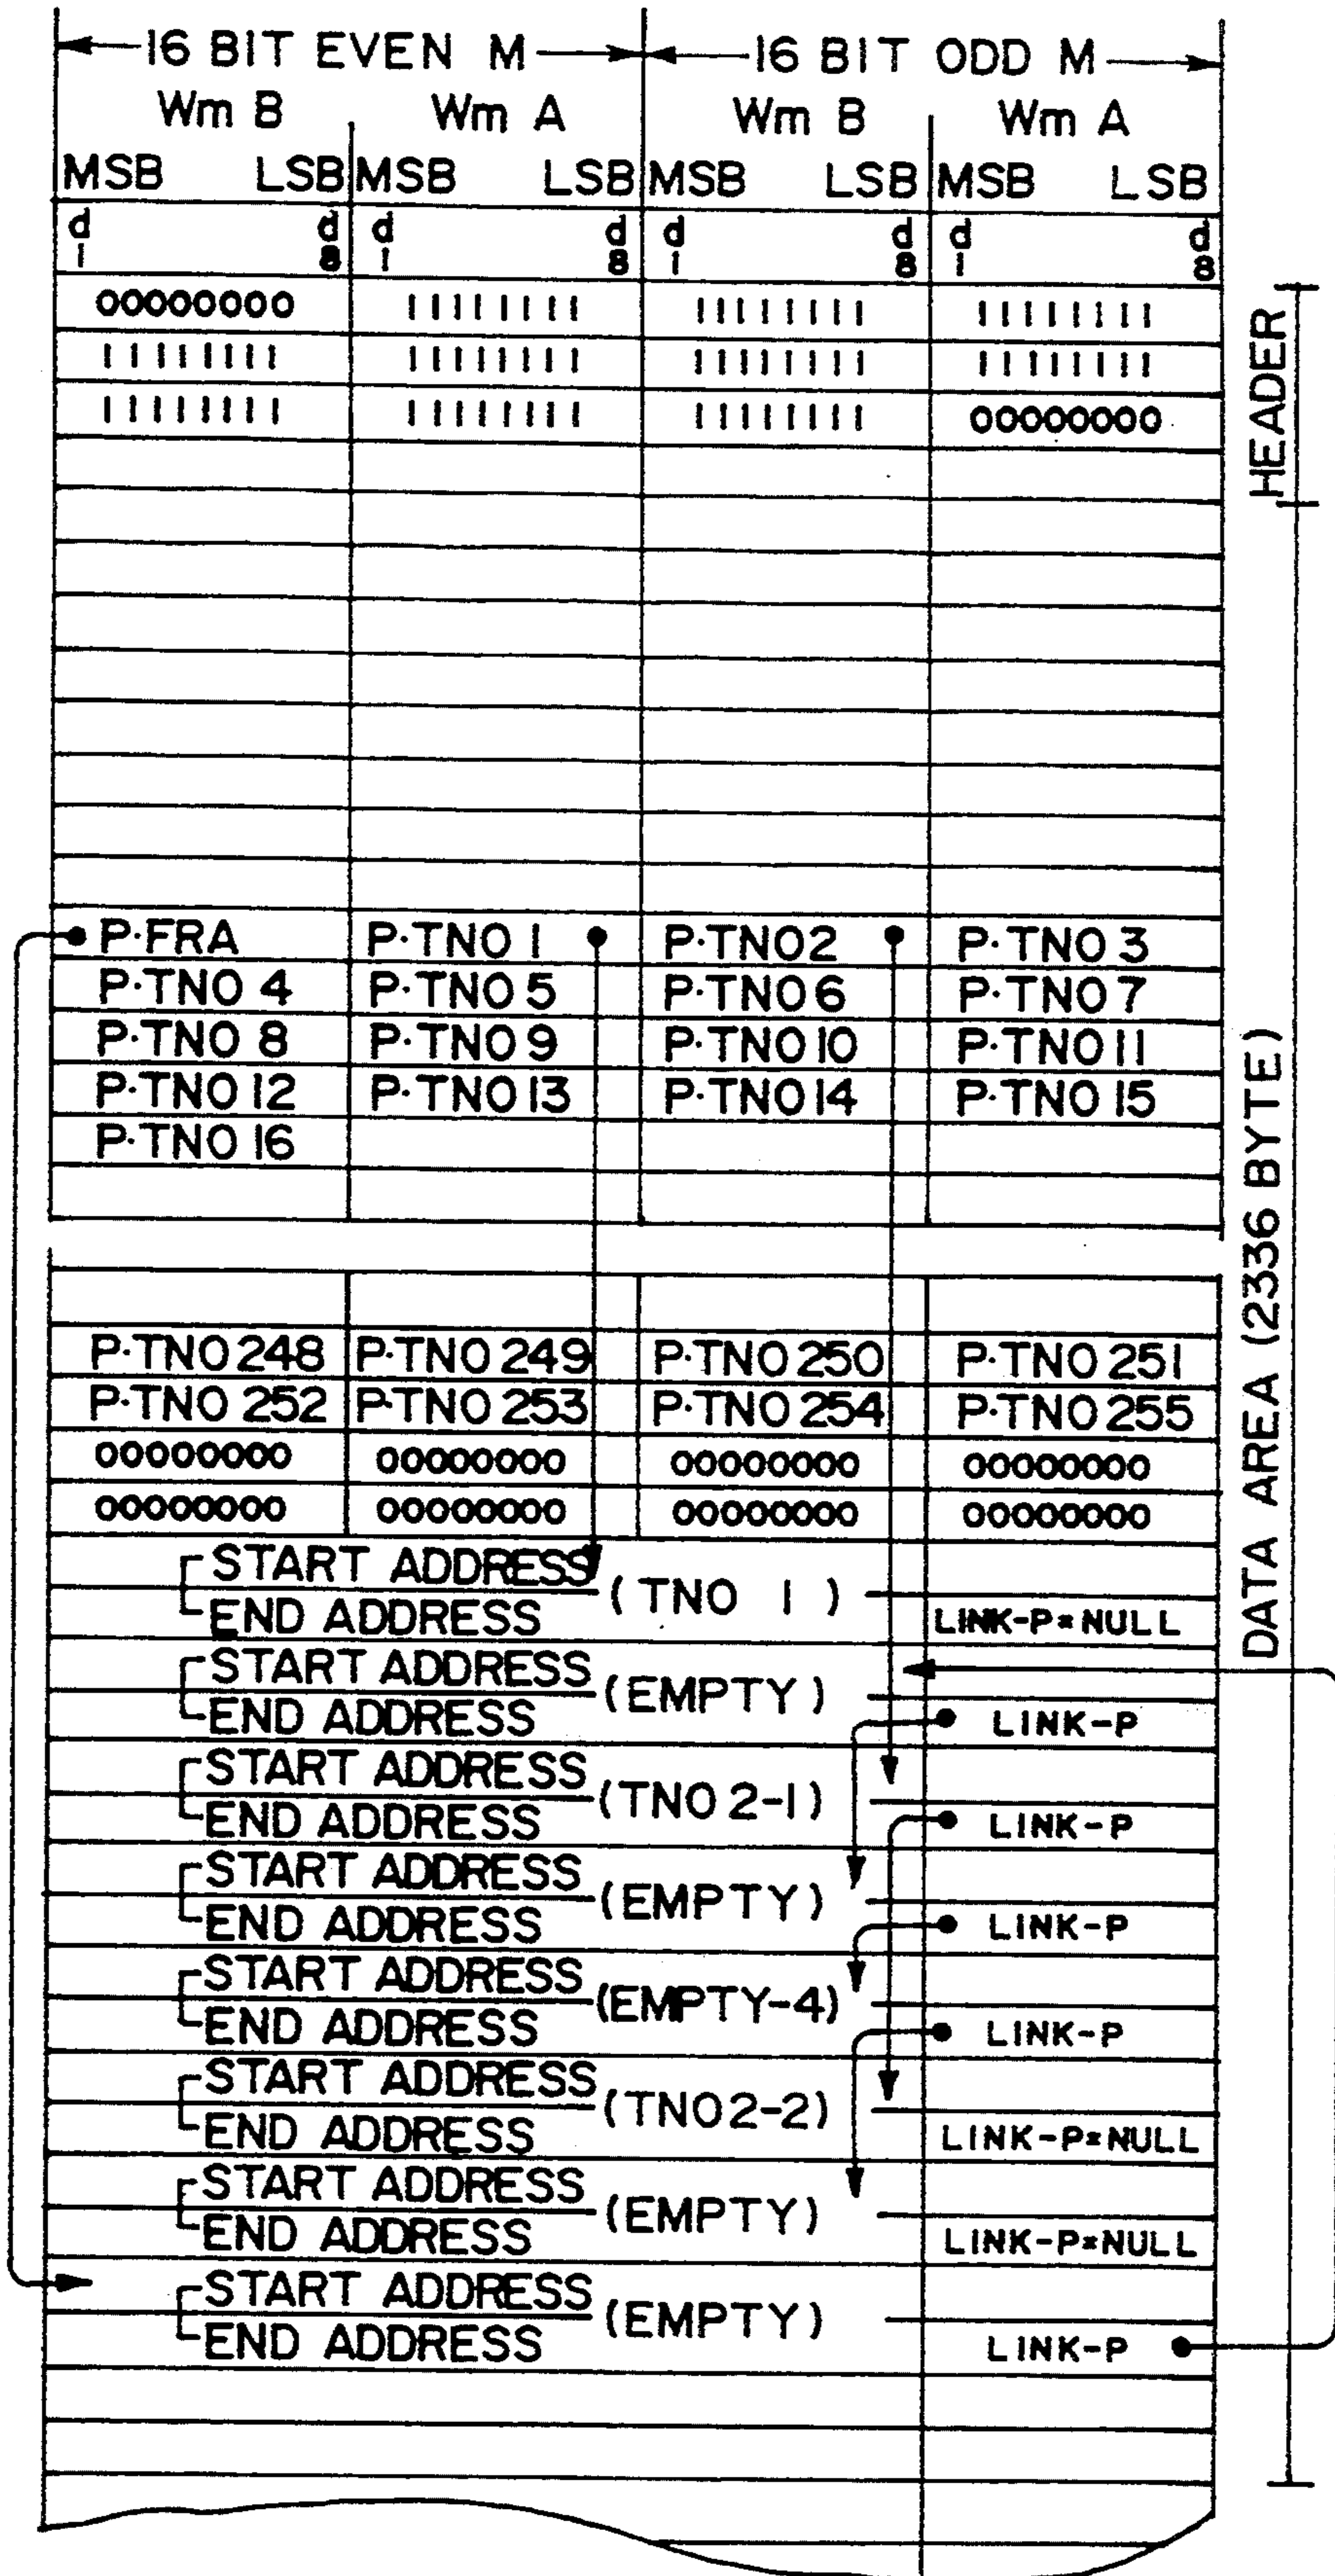 16 BIT EVEN M 16 BIT ODD M
Wm B Wm A Wm B Wm A
MSB LSB MSB LSB MSB LSB MSB LSB
d1 d8 d1 d8 d1 d8 d1 d8
00000000 11111111 11111111 11111111
11111111 11111111 11111111 11111111
11111111 11111111 11111111 00000000
HEADER
P·FRA P·TNO 1 P·TNO2 P·TNO 3
P·TNO 4 P·TNO 5 P·TNO 6 P·TNO 7
P·TNO 8 P·TNO 9 P·TNO 10 P·TNO 11
P·TNO 12 P·TNO 13 P·TNO 14 P·TNO 15
P·TNO 16
P·TNO 248 P·TNO 249 P·TNO 250 P·TNO 251
P·TNO 252 P·TNO 253 P·TNO 254 P·TNO 255
00000000 00000000 00000000 00000000
00000000 00000000 00000000 00000000
DATA AREA (2336 BYTE)
START ADDRESS
(TNO 1)
END ADDRESS LINK-P=NULL
START ADDRESS
(EMPTY)
END ADDRESS LINK-P
START ADDRESS
(TNO 2-1)
END ADDRESS LINK-P
START ADDRESS
(EMPTY)
END ADDRESS LINK-P
START ADDRESS
(EMPTY-4)
END ADDRESS LINK-P
START ADDRESS
(TNO2-2)
END ADDRESS LINK-P=NULL
START ADDRESS
(EMPTY)
END ADDRESS LINK-P=NULL
START ADDRESS
(EMPTY)
END ADDRESS LINK-P